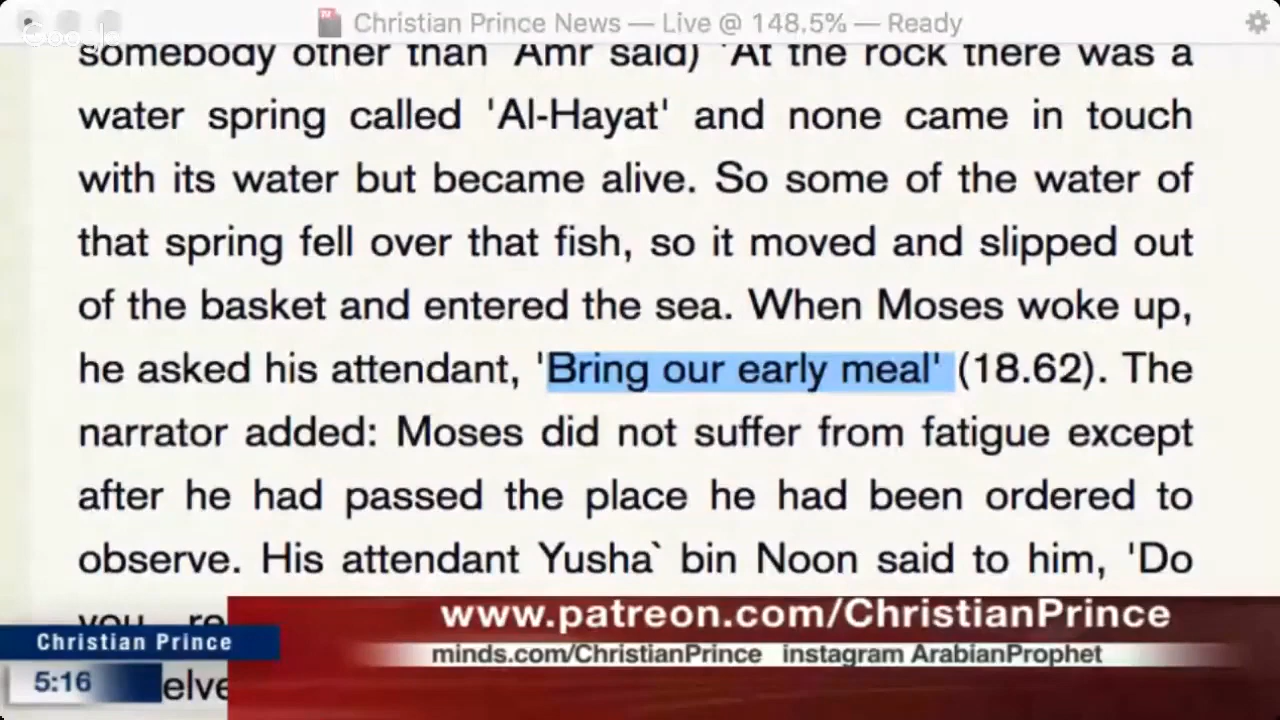 Google
Christian Prince News — Live @ 148.5% — Ready
somebody other than 'Amr said) 'At the rock there was a
water spring called 'Al-Hayat' and none came in touch
with its water but became alive. So some of the water of
that spring fell over that fish, so it moved and slipped out
of the basket and entered the sea. When Moses woke up,
he asked his attendant, 'Bring our early meal' (18.62). The
narrator added: Moses did not suffer from fatigue except
after he had passed the place he had been ordered to
observe. His attendant Yusha` bin Noon said to him, 'Do
you
www.patreon.com/ChristianPrince
Christian Prince
minds.com/ChristianPrince instagram ArabianProphet
5:16